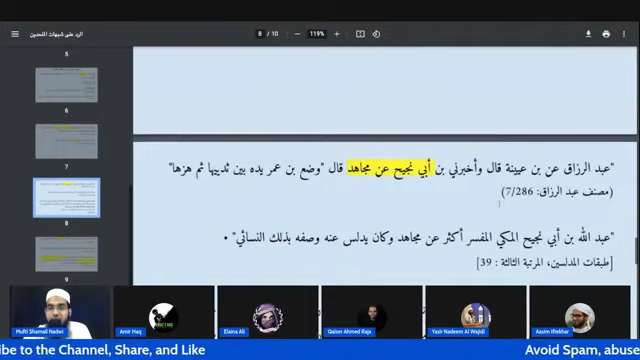 الرد على شبهات الملحدين
8 / 10
119%
5
6
7
8
9
"عبد الرزاق عن بن عيينة قال وأخبرني بن أبي نجيح عن مجاهد قال "وضع بن عمر يده بين ثدييها ثم هزها"
(مصنف عبد الرزاق: 7/286)
"عبد الله بن أبي نجيح المكي المفسر أكثر عن مجاهد وكان يدلس عنه وصفه بذلك النسائي" •
[طبقات المدلسين، المرتبة الثالثة : 39]
Mufti Shamail Nadwi
Amir Haq
Elaina Ali
Qaiser Ahmed Raja
Yasir Nadeem Al Wajidi
Aasim Iftekhar
be to the Channel, Share, and Like
Avoid Spam, abuse